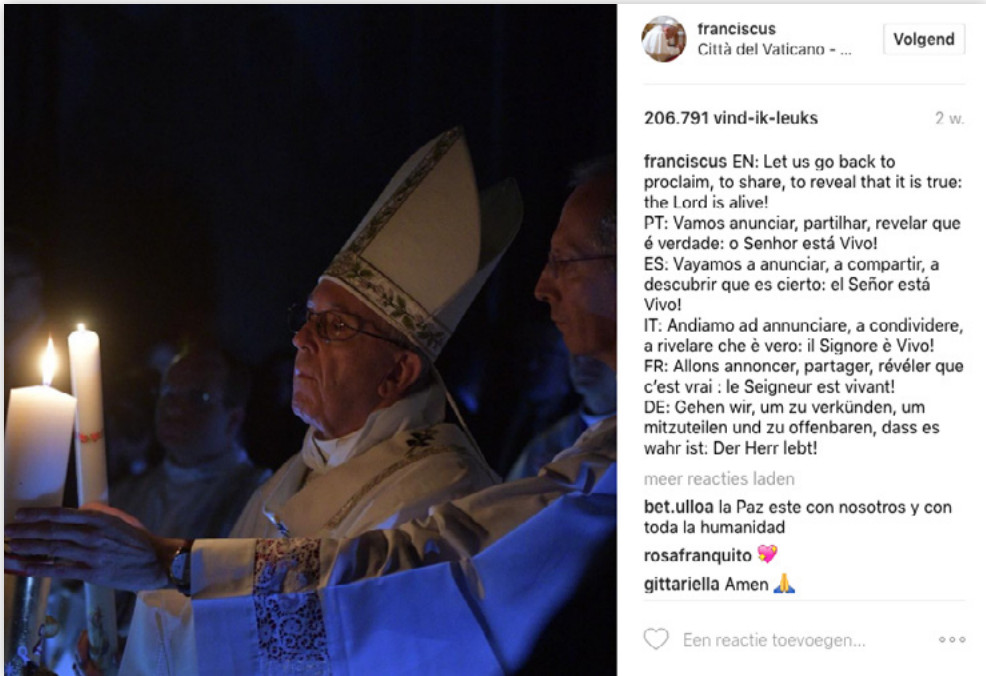 franciscus
Città del Vaticano - ...
Volgend
206.791 vind-ik-leuks
2 w.
franciscus EN: Let us go back to
proclaim, to share, to reveal that it is true:
the Lord is alive!
PT: Vamos anunciar, partilhar, revelar que
é verdade: o Senhor está Vivo!
ES: Vayamos a anunciar, a compartir, a
descubrir que es cierto: el Señor está
Vivo!
IT: Andiamo ad annunciare, a condividere,
a rivelare che è vero: il Signore è Vivo!
FR: Allons annoncer, partager, révéler que
c'est vrai : le Seigneur est vivant!
DE: Gehen wir, um zu verkünden, um
mitzuteilen und zu offenbaren, dass es
wahr ist: Der Herr lebt!
meer reacties laden
bet.ulloa la Paz este con nosotros y con
toda la humanidad
rosafranquito 💘
gittariella Amen 🙏
Een reactie toevoegen...